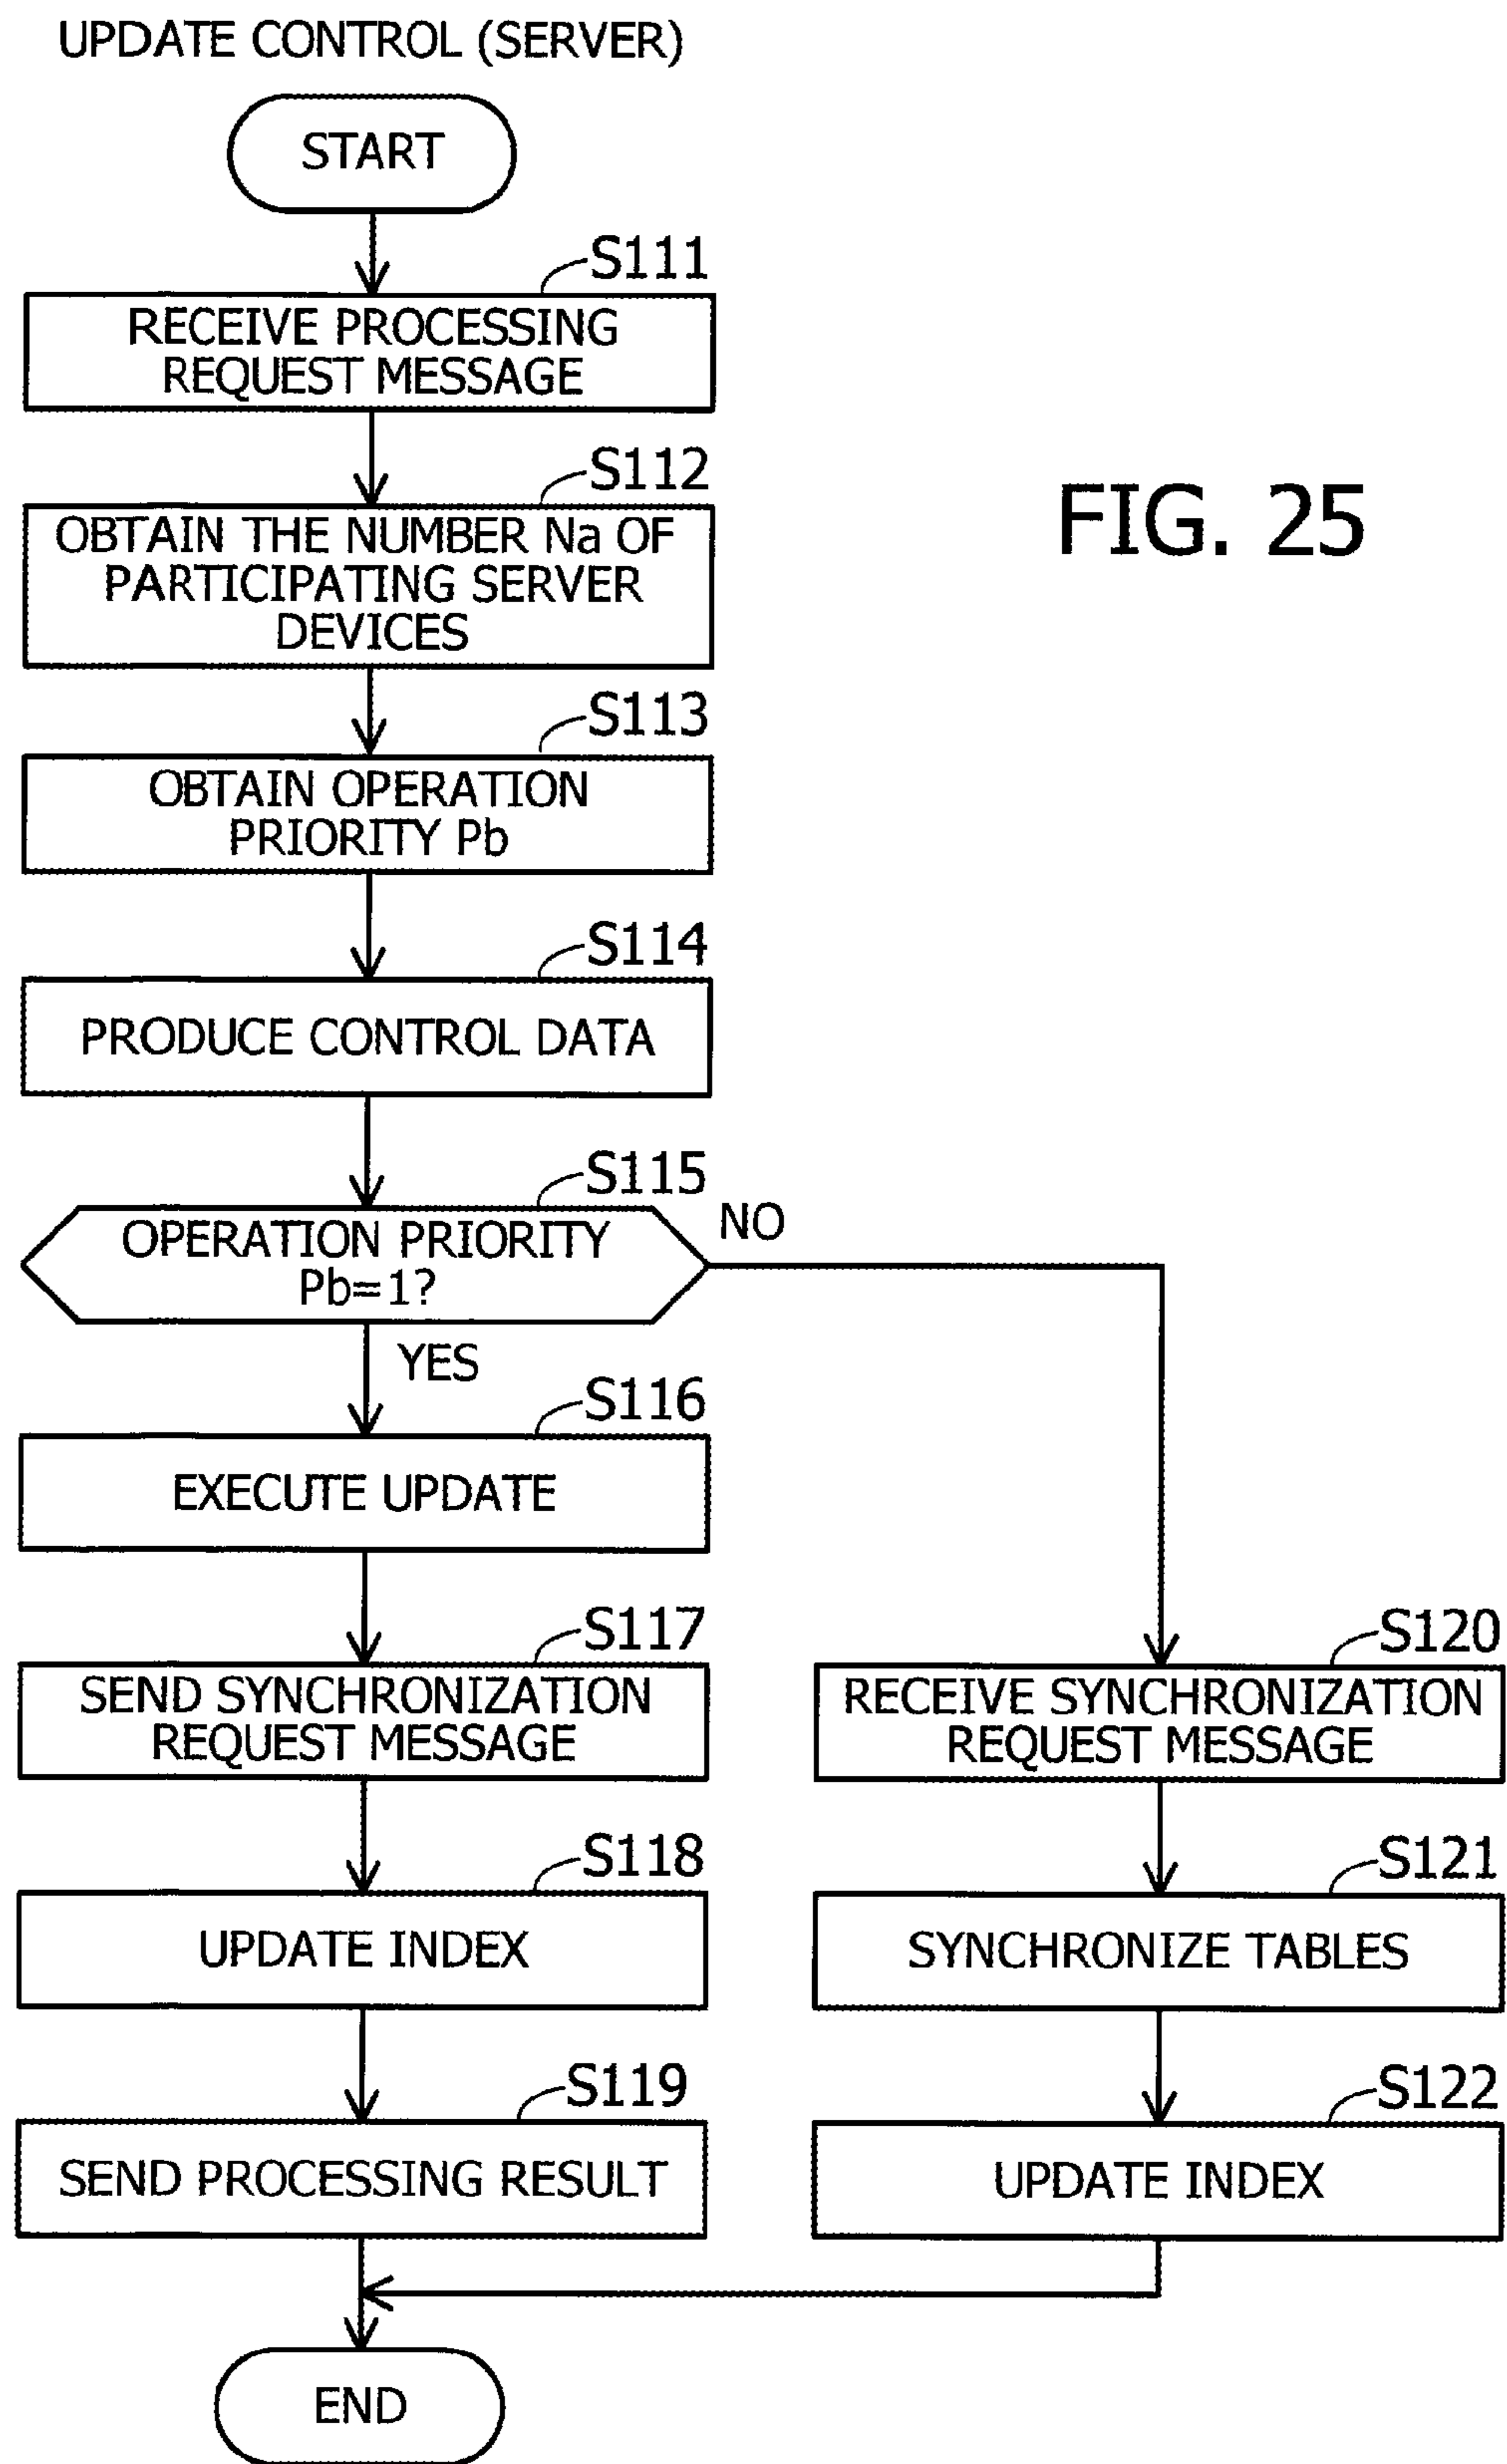 UPDATE CONTROL (SERVER)
START
S111
RECEIVE PROCESSING
REQUEST MESSAGE
S112
OBTAIN THE NUMBER Na OF
PARTICIPATING SERVER
DEVICES
FIG. 25
S113
OBTAIN OPERATION
PRIORITY Pb
S114
PRODUCE CONTROL DATA
S115
OPERATION PRIORITY
Pb=1?
NO
YES
S116
EXECUTE UPDATE
S117
SEND SYNCHRONIZATION
REQUEST MESSAGE
S118
UPDATE INDEX
S119
SEND PROCESSING RESULT
S120
RECEIVE SYNCHRONIZATION
REQUEST MESSAGE
S121
SYNCHRONIZE TABLES
S122
UPDATE INDEX
END